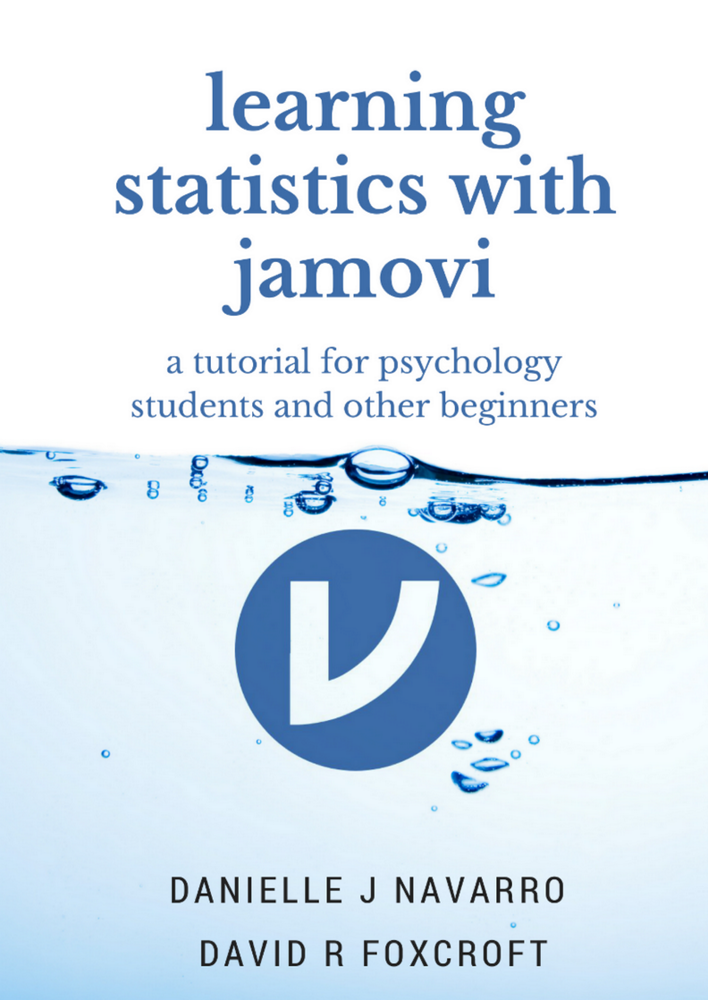 learning
statistics with
jamovi
a tutorial for psychology
students and other beginners
DANIELLE J NAVARRO
DAVID R FOXCROFT